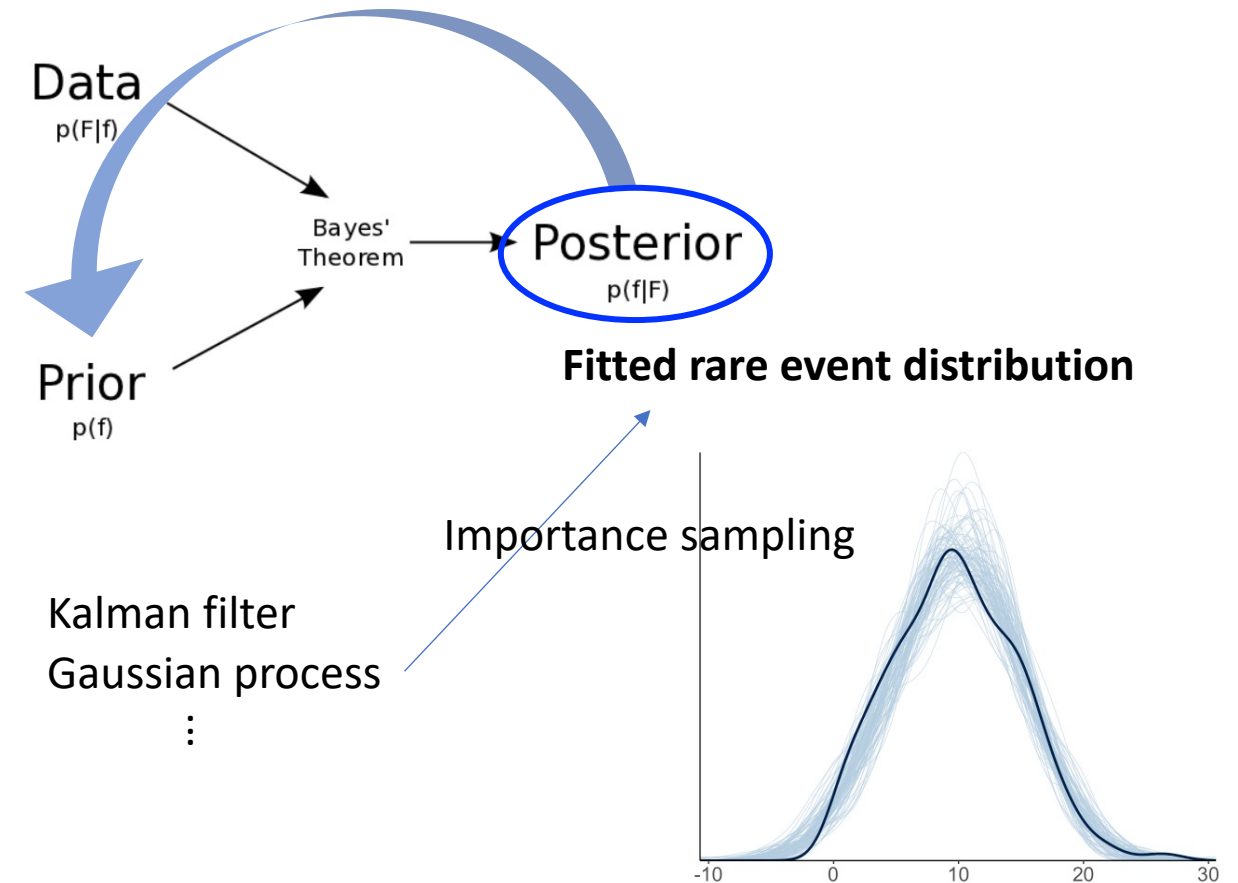 Data
p(F|f)
Bayes'
Theorem
Posterior
p(f|F)
Prior
p(f)
Fitted rare event distribution
Importance sampling
Kalman filter
Gaussian process
⋮
-10 0 10 20 30